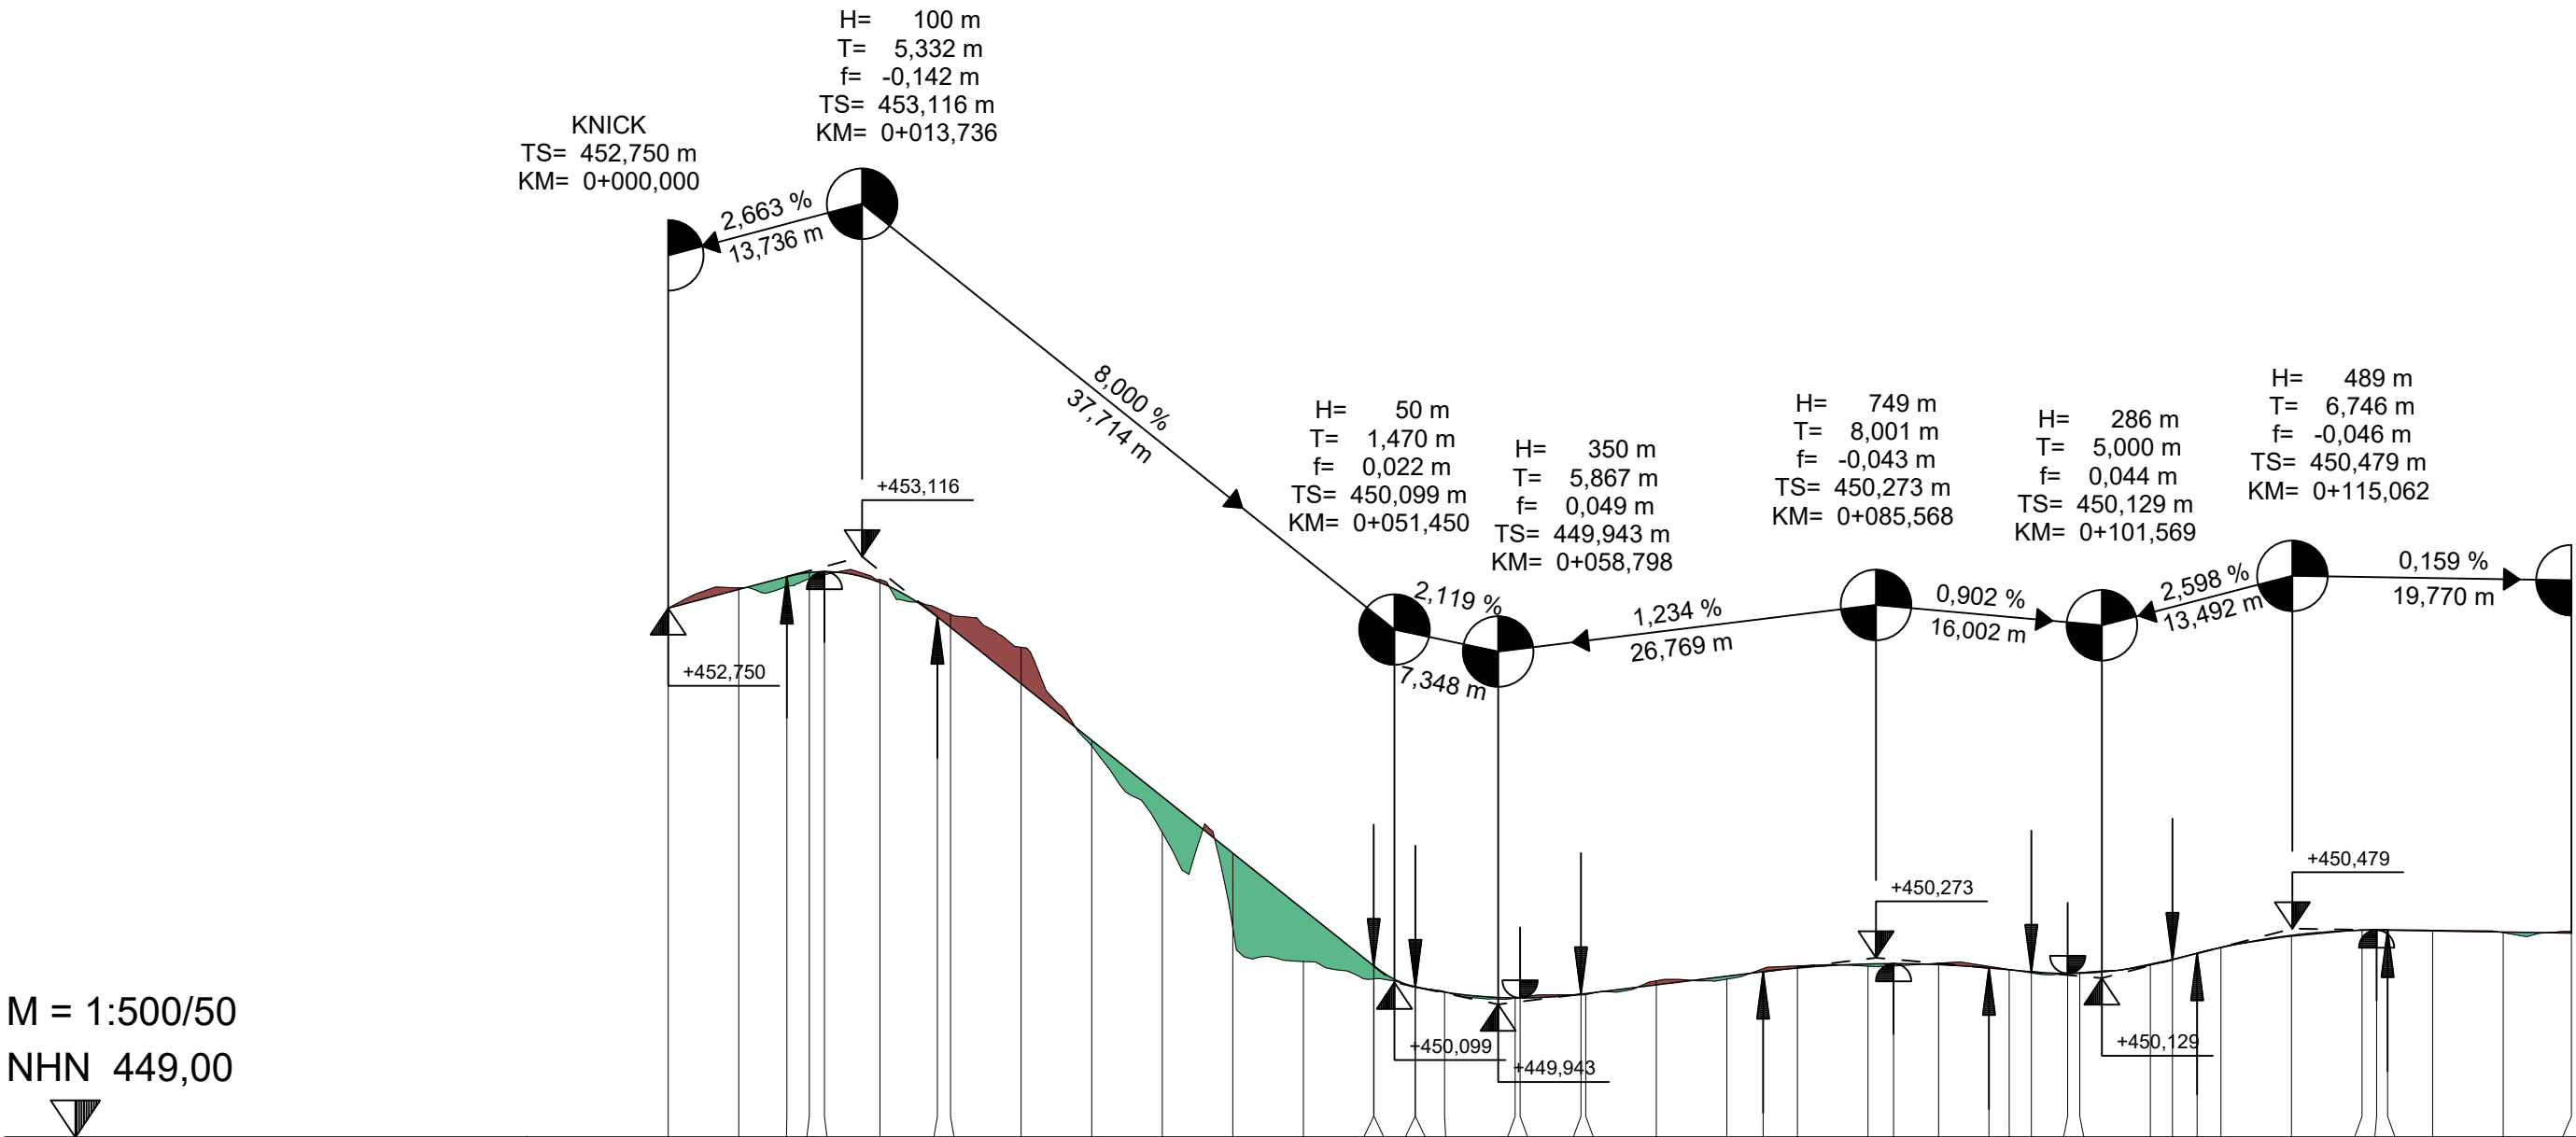 H= 100 m
T= 5,332 m
f= -0,142 m
TS= 453,116 m
KM= 0+013,736
KNICK
TS= 452,750 m
KM= 0+000,000
2,663 %
13,736 m
8,000 %
37,714 m
+453,116
+452,750
H= 50 m
T= 1,470 m
f= 0,022 m
TS= 450,099 m
KM= 0+051,450
2,119 %
7,348 m
H= 350 m
T= 5,867 m
f= 0,049 m
TS= 449,943 m
KM= 0+058,798
1,234 %
26,769 m
H= 749 m
T= 8,001 m
f= -0,043 m
TS= 450,273 m
KM= 0+085,568
0,902 %
16,002 m
H= 286 m
T= 5,000 m
f= 0,044 m
TS= 450,129 m
KM= 0+101,569
2,598 %
13,492 m
H= 489 m
T= 6,746 m
f= -0,046 m
TS= 450,479 m
KM= 0+115,062
0,159 %
19,770 m
+450,479
+450,273
+450,099
+449,943
+450,129
M = 1:500/50
NHN 449,00